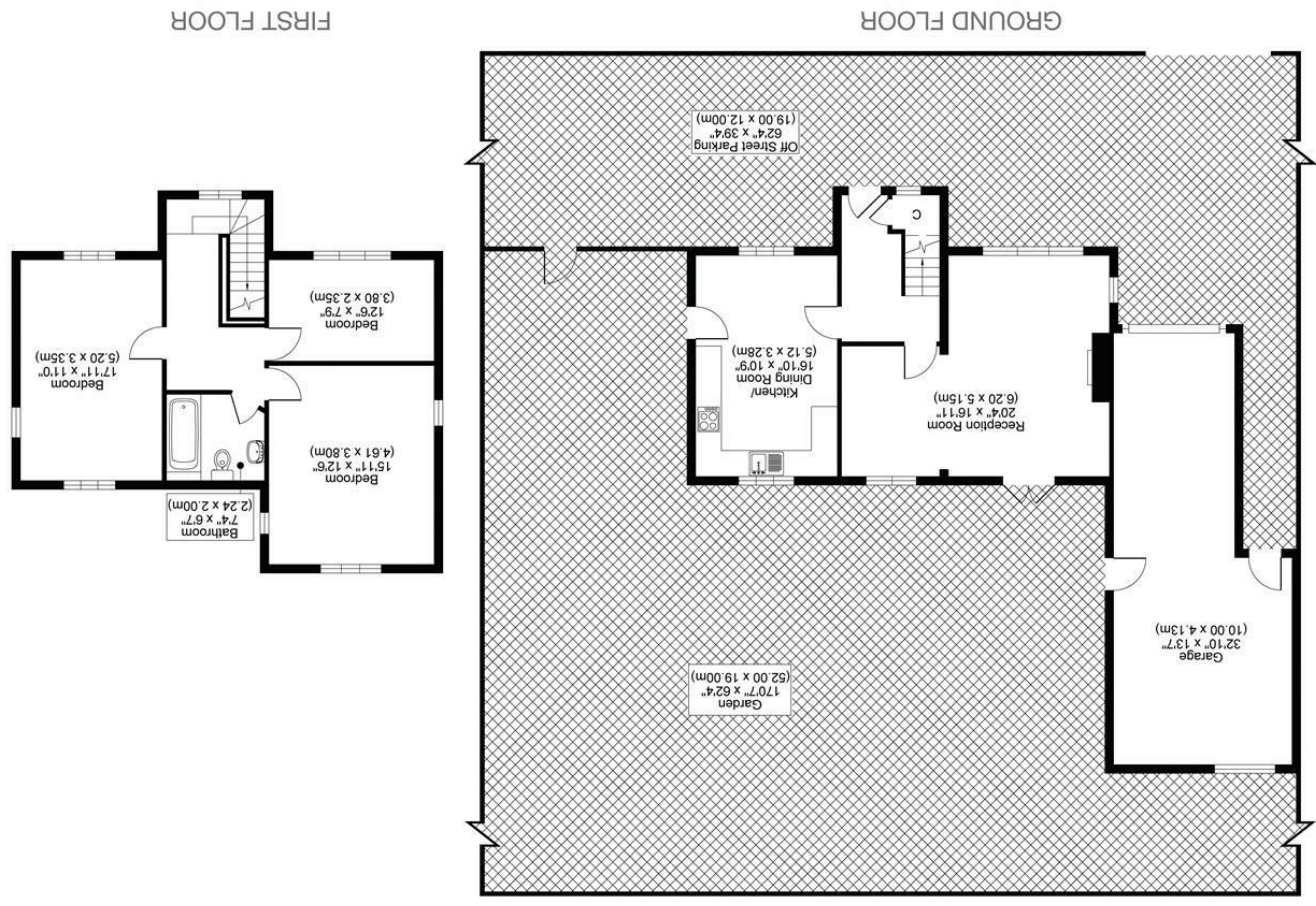 Garden
170'7" x 62'4"
(52.00 x 19.00m)
Garage
32'10" x 13'7"
(10.00 x 4.13m)
Reception Room
20'4" x 16'11"
(6.20 x 5.15m)
Kitchen/
Dining Room
16'10" x 10'9"
(5.12 x 3.28m)
C
Off Street Parking
62'4" x 39'4"
(19.00 x 12.00m)
GROUND FLOOR
Bathroom
7'4" x 6'7"
(2.24 x 2.00m)
Bedroom
15'11" x 12'6"
(4.61 x 3.80m)
Bedroom
17'11" x 11'0"
(5.20 x 3.35m)
Bedroom
12'6" x 7'9"
(3.80 x 2.35m)
FIRST FLOOR